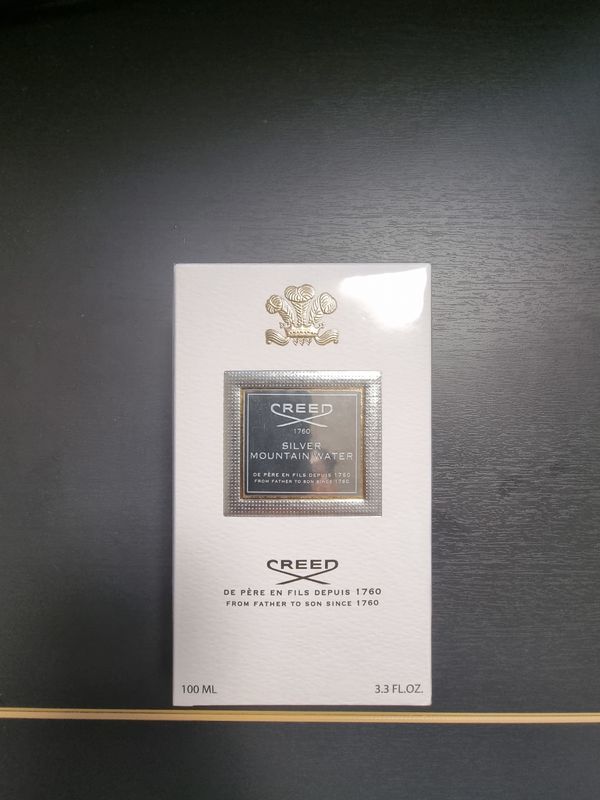 CREED
1760
SILVER
MOUNTAIN WATER
DE PÈRE EN FILS DEPUIS 1760
FROM FATHER TO SON SINCE 1760
CREED
DE PÈRE EN FILS DEPUIS 1760
FROM FATHER TO SON SINCE 1760
100 ML 3.3 FL.OZ.